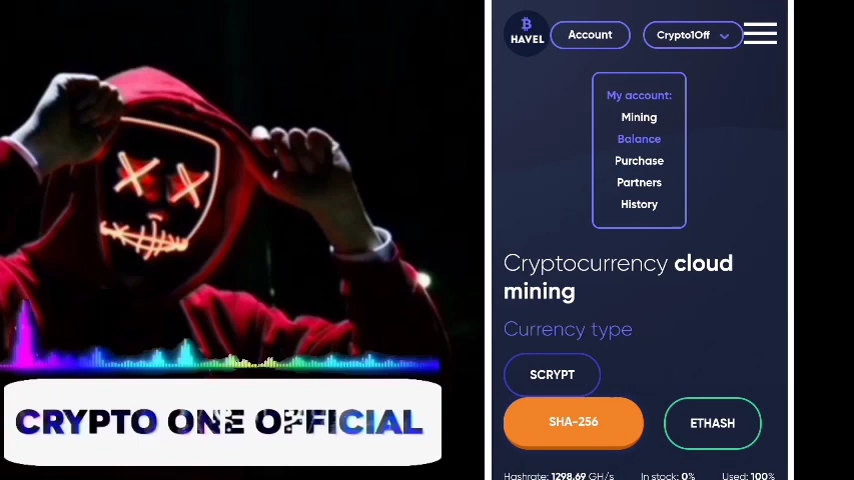 CRYPTO ONE OFFICIAL
HAVEL
Account
Crypto1Off
My account:
Mining
Balance
Purchase
Partners
History
Cryptocurrency cloud
mining
Currency type
SCRYPT
SHA-256
ETHASH
Hashrate: 1298.69 GH/s In stock: 0% Used: 100%